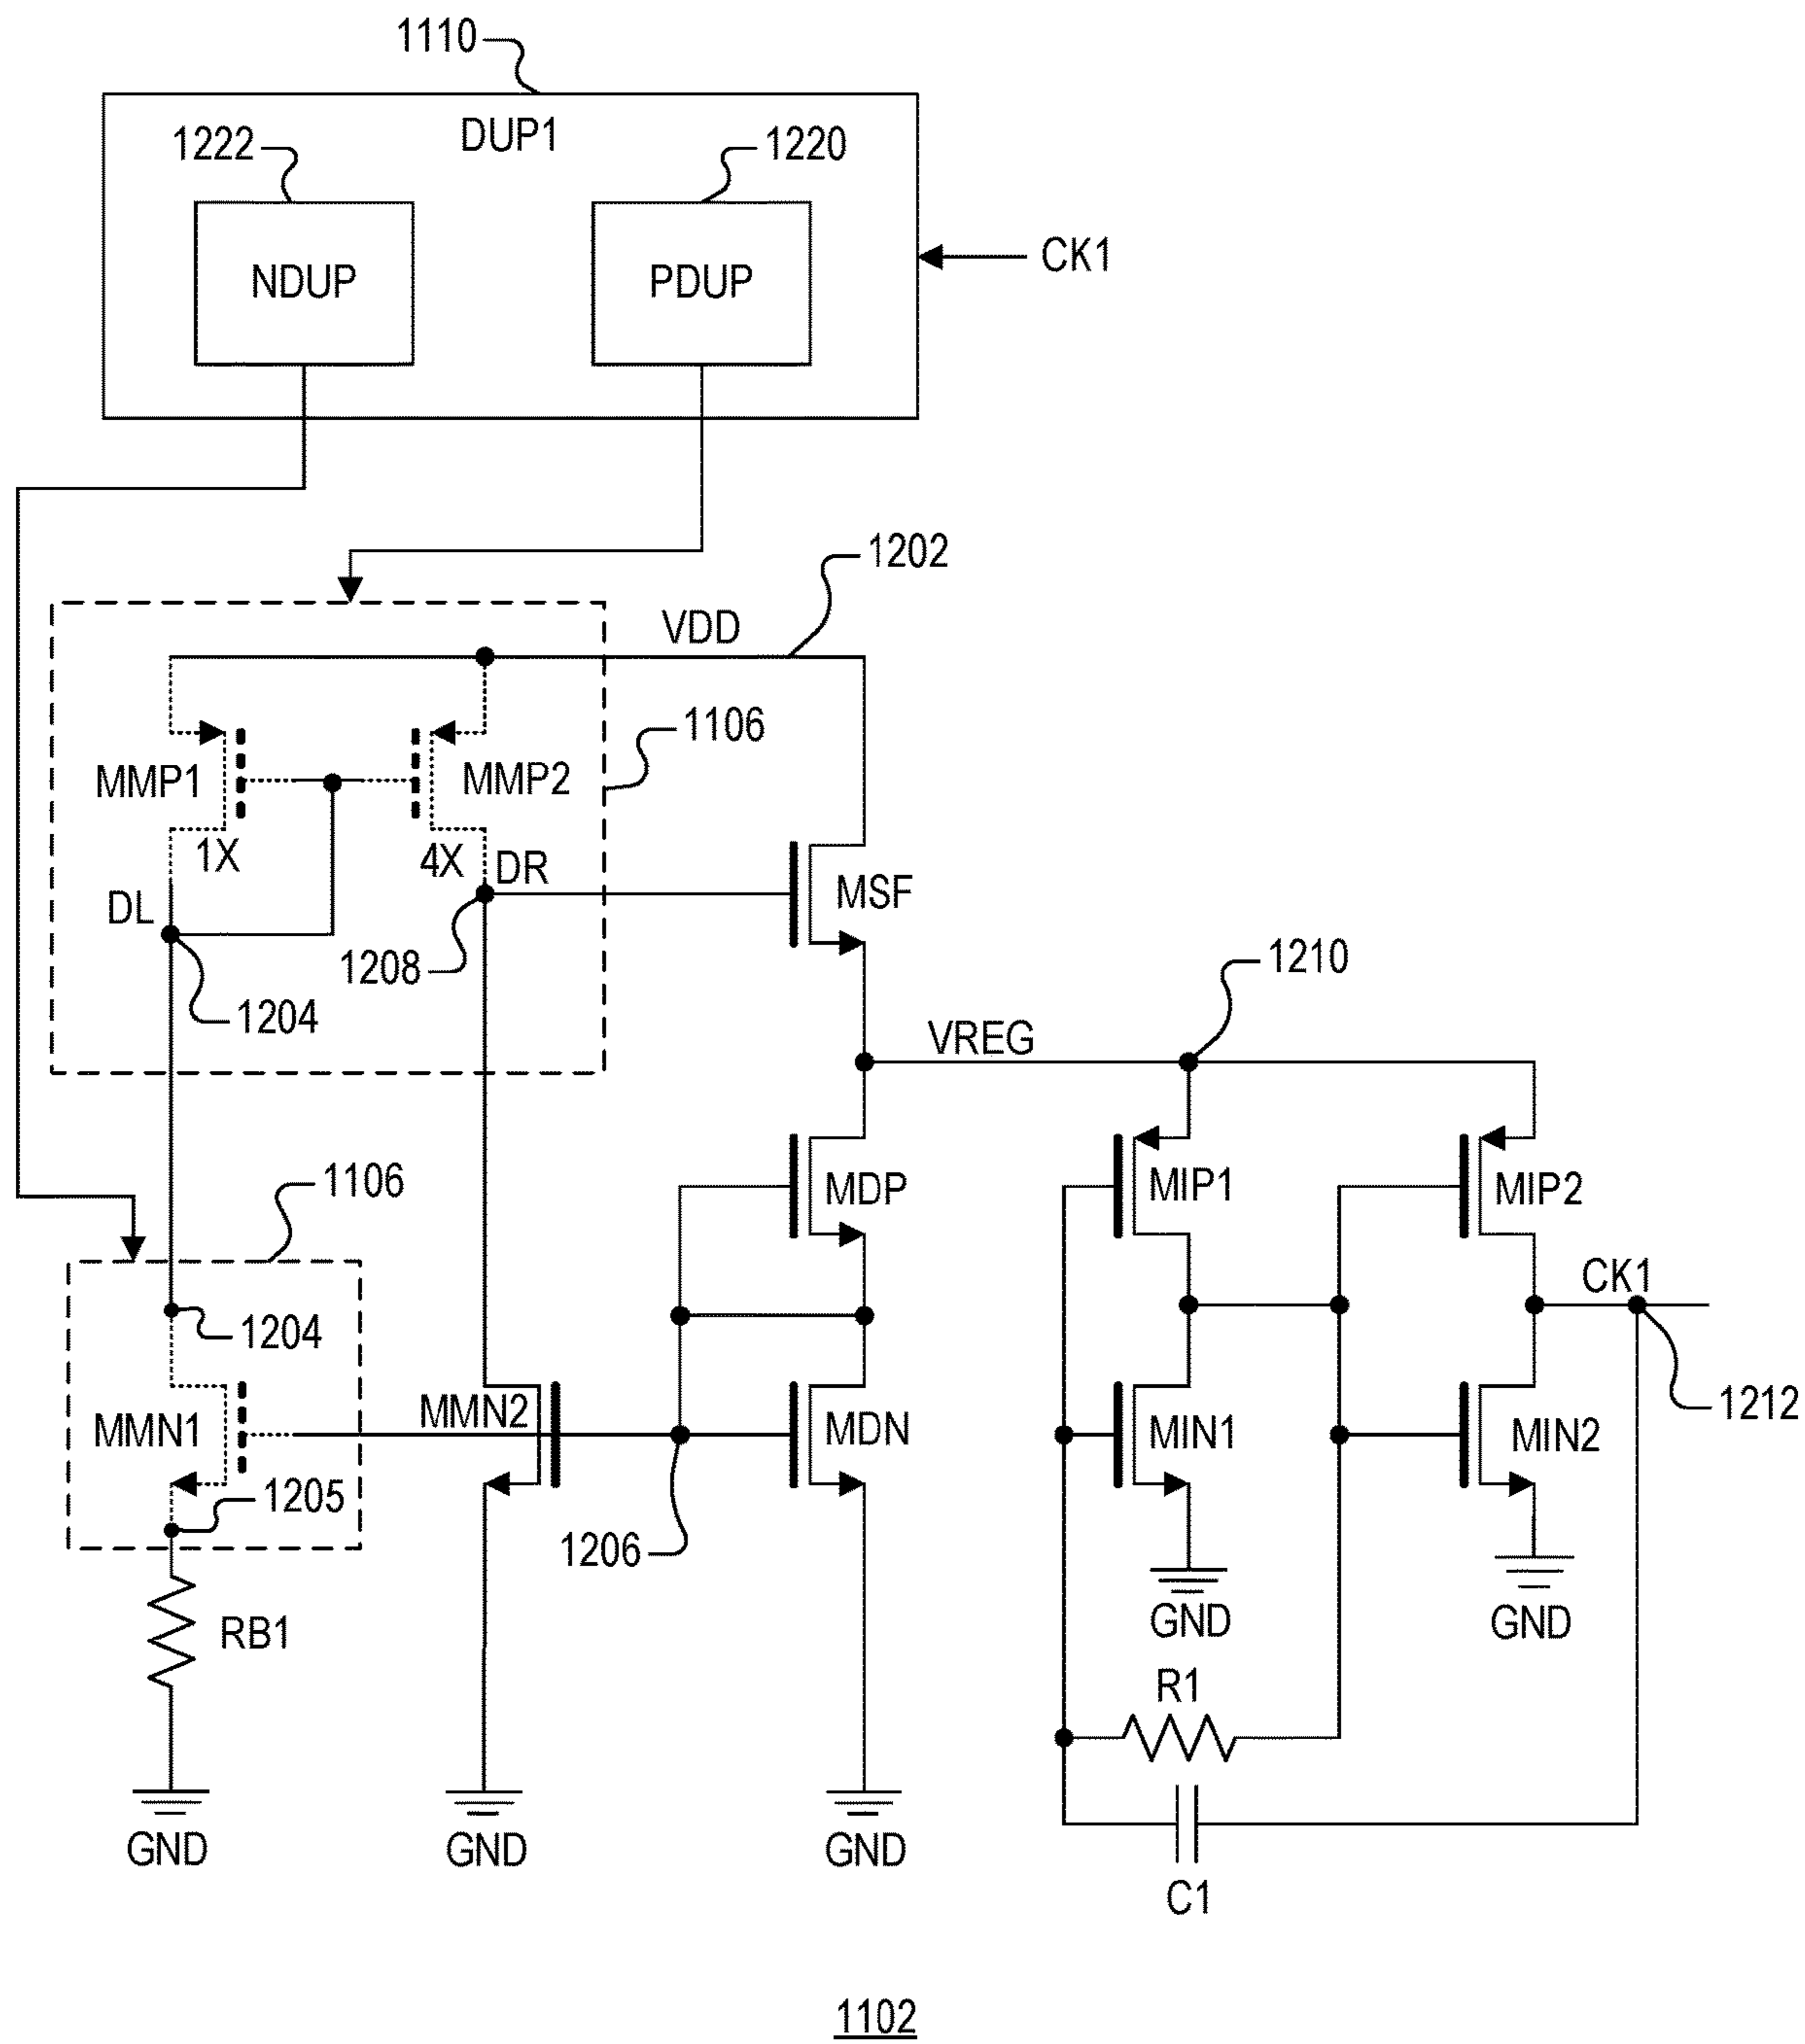 1110
DUP1
1222
1220
NDUP
PDUP
CK1
1202
VDD
1106
MMP1
MMP2
1X
4X
DR
DL
MSF
1208
1204
1210
VREG
1106
MDP
MIP1
MIP2
CK1
1204
MMN1
MMN2
MDN
MIN1
MIN2
1212
1205
1206
GND
GND
RB1
R1
GND
GND
GND
C1
1102